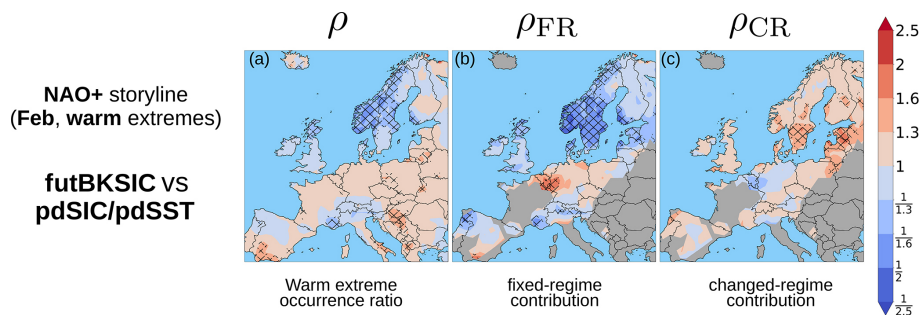 ρ ρFR ρCR
(a) (b) (c)
NAO+ storyline
(Feb, warm extremes)
futBKSIC vs
pdSIC/pdSST
Warm extreme
occurrence ratio
fixed-regime
contribution
changed-regime
contribution
2.5
2
1.6
1.3
1
1/1.3
1/1.6
1/2
1/2.5